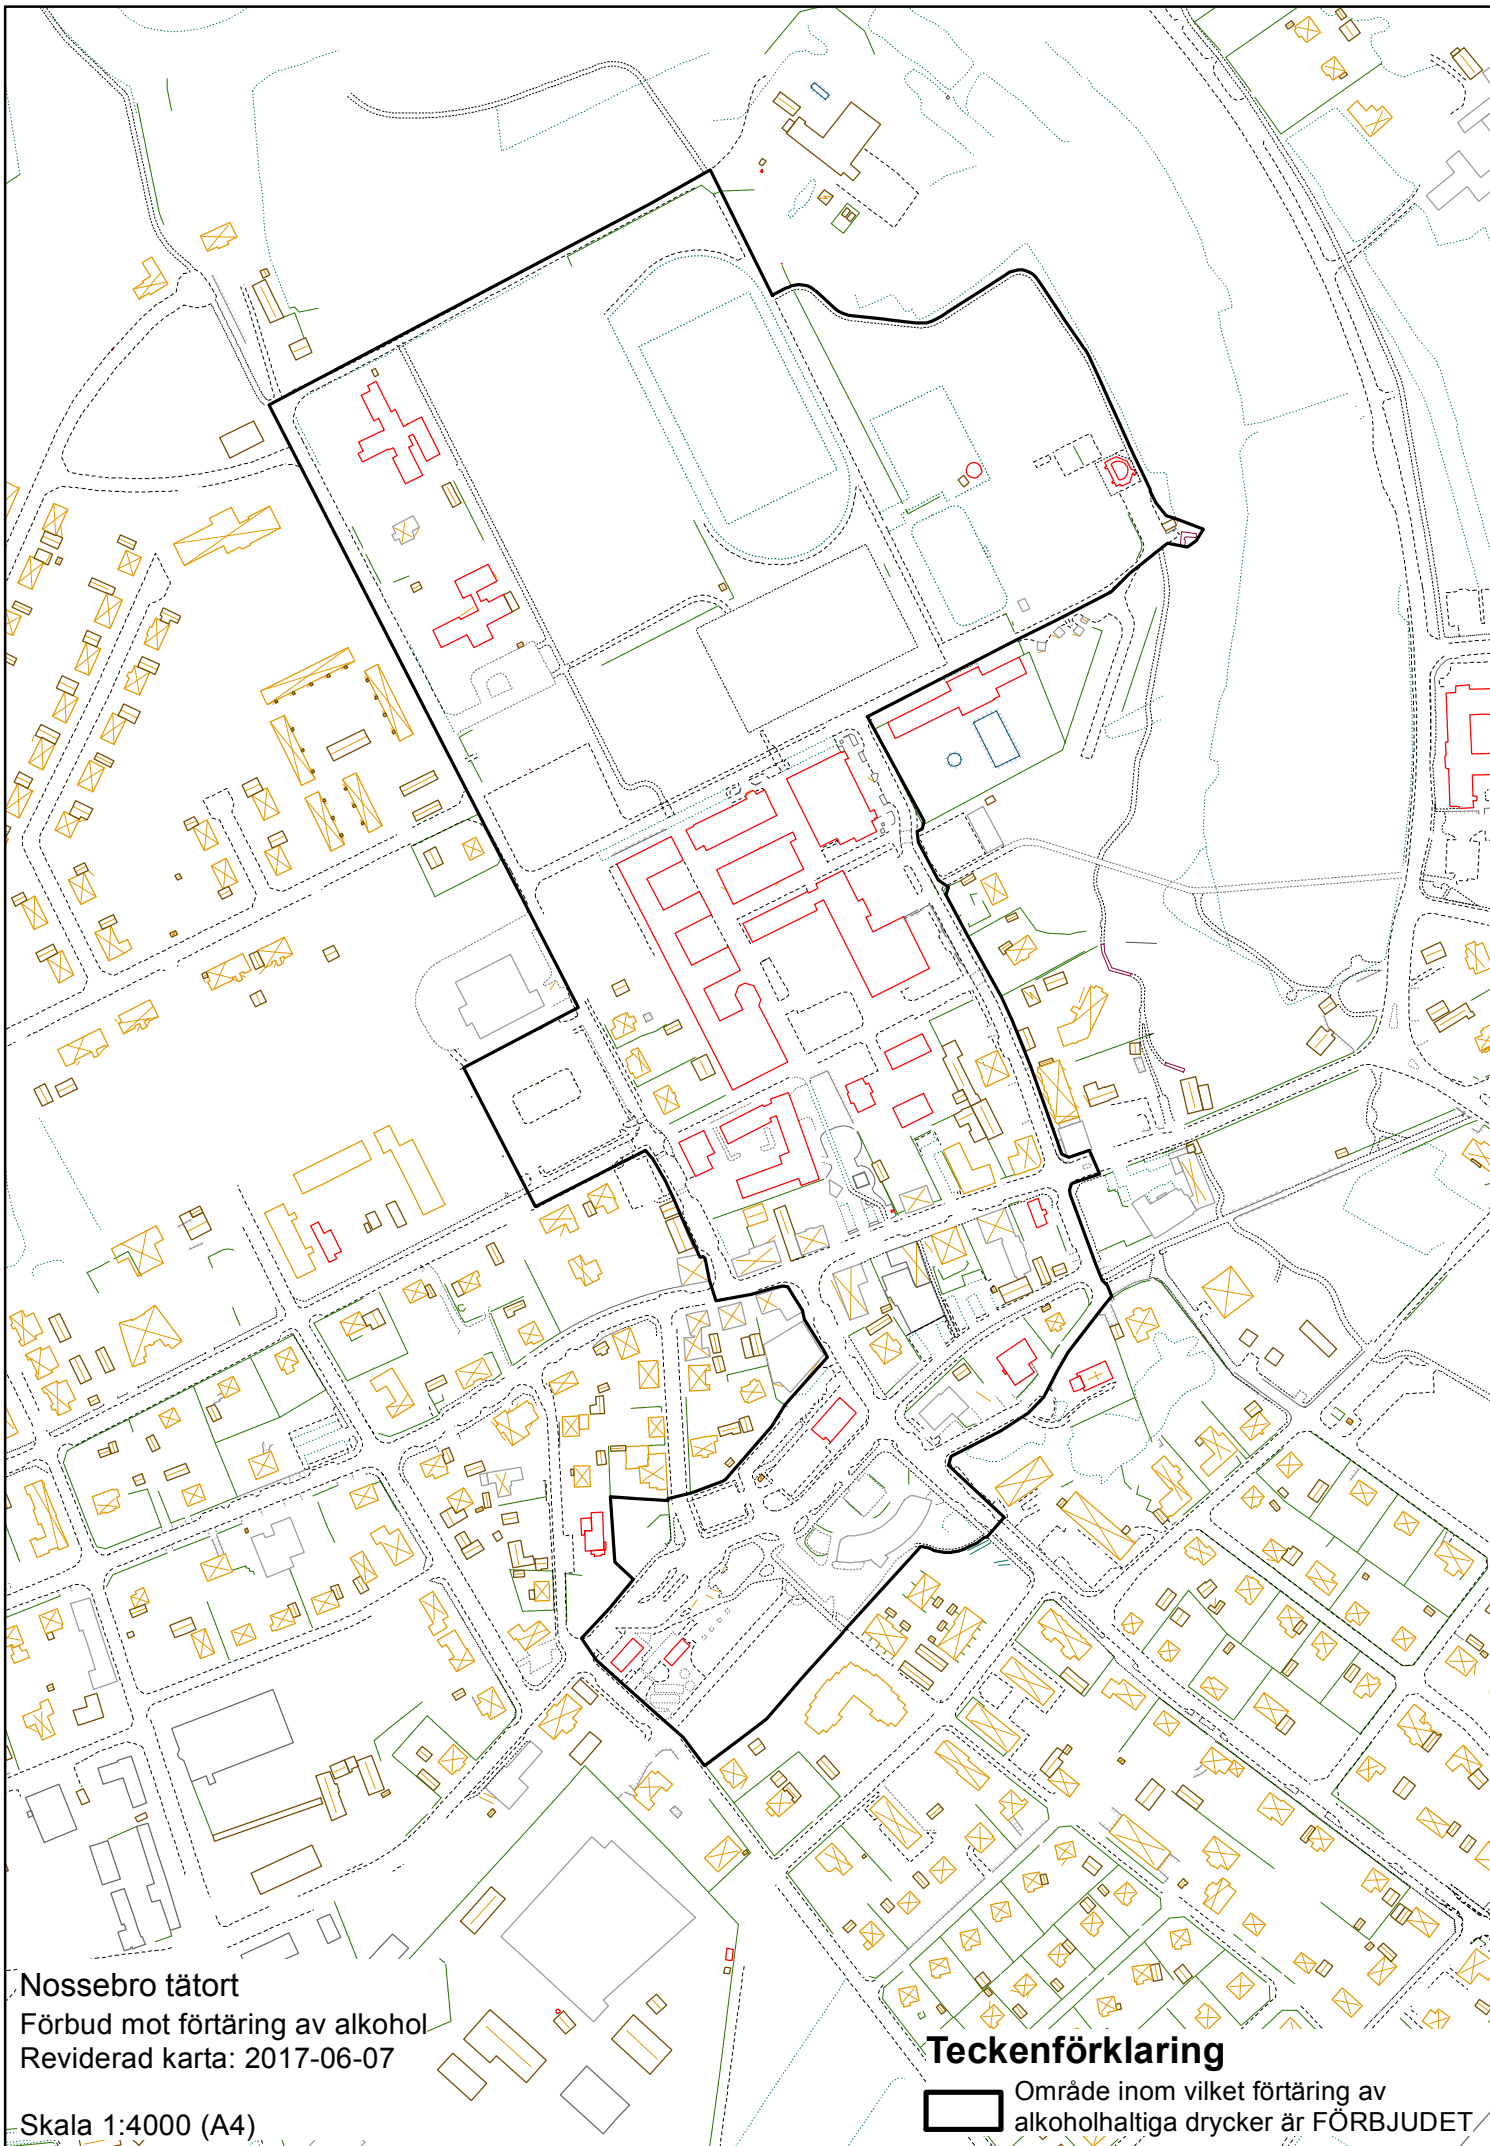 Nossebro tätort
Förbud mot förtäring av alkohol
Reviderad karta: 2017-06-07
Skala 1:4000 (A4)
Teckenförklaring
Område inom vilket förtäring av
alkoholhaltiga drycker är FÖRBJUDET